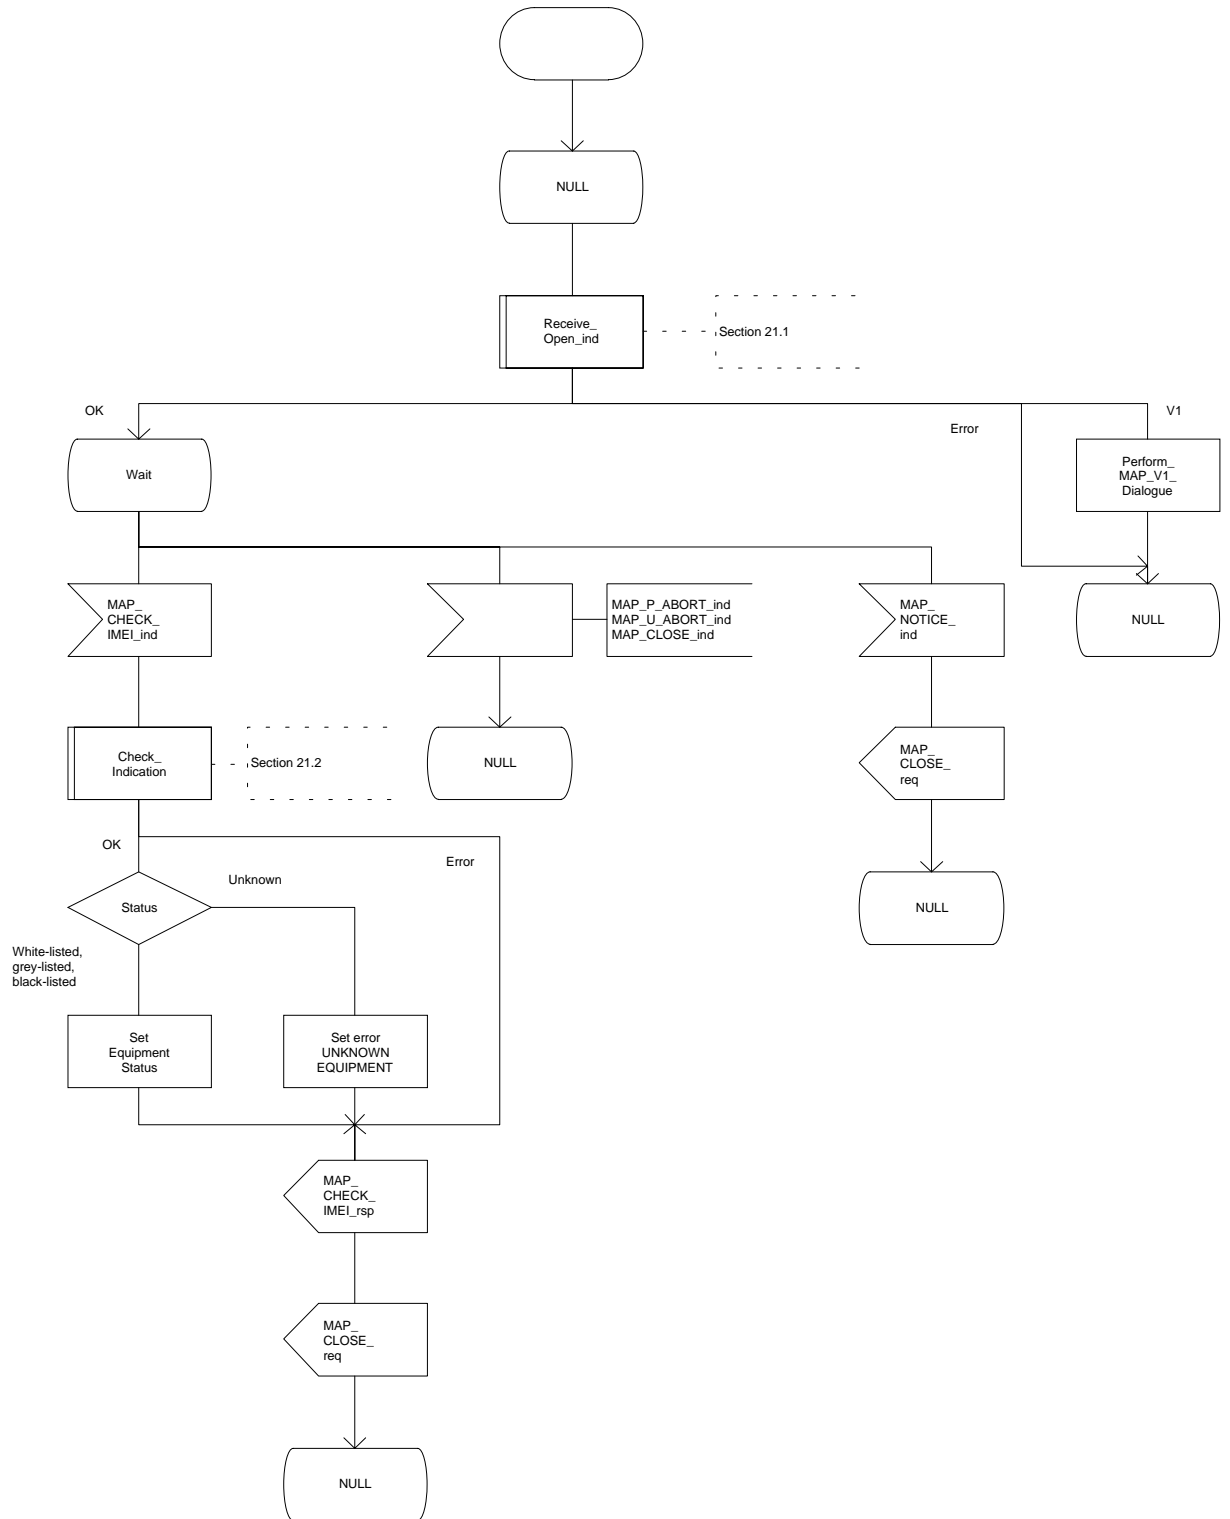 NULL
Receive_
Open_ind
Section 21.1
OK
Error
V1
Wait
Perform_
MAP_V1_
Dialogue
MAP_
CHECK_
IMEI_ind
MAP_P_ABORT_ind
MAP_U_ABORT_ind
MAP_CLOSE_ind
MAP_
NOTICE_
ind
NULL
Check_
Indication
Section 21.2
NULL
MAP_
CLOSE_
req
OK
Error
Unknown
Status
NULL
White-listed,
grey-listed,
black-listed
Set
Equipment
Status
Set error
UNKNOWN
EQUIPMENT
MAP_
CHECK_
IMEI_rsp
MAP_
CLOSE_
req
NULL